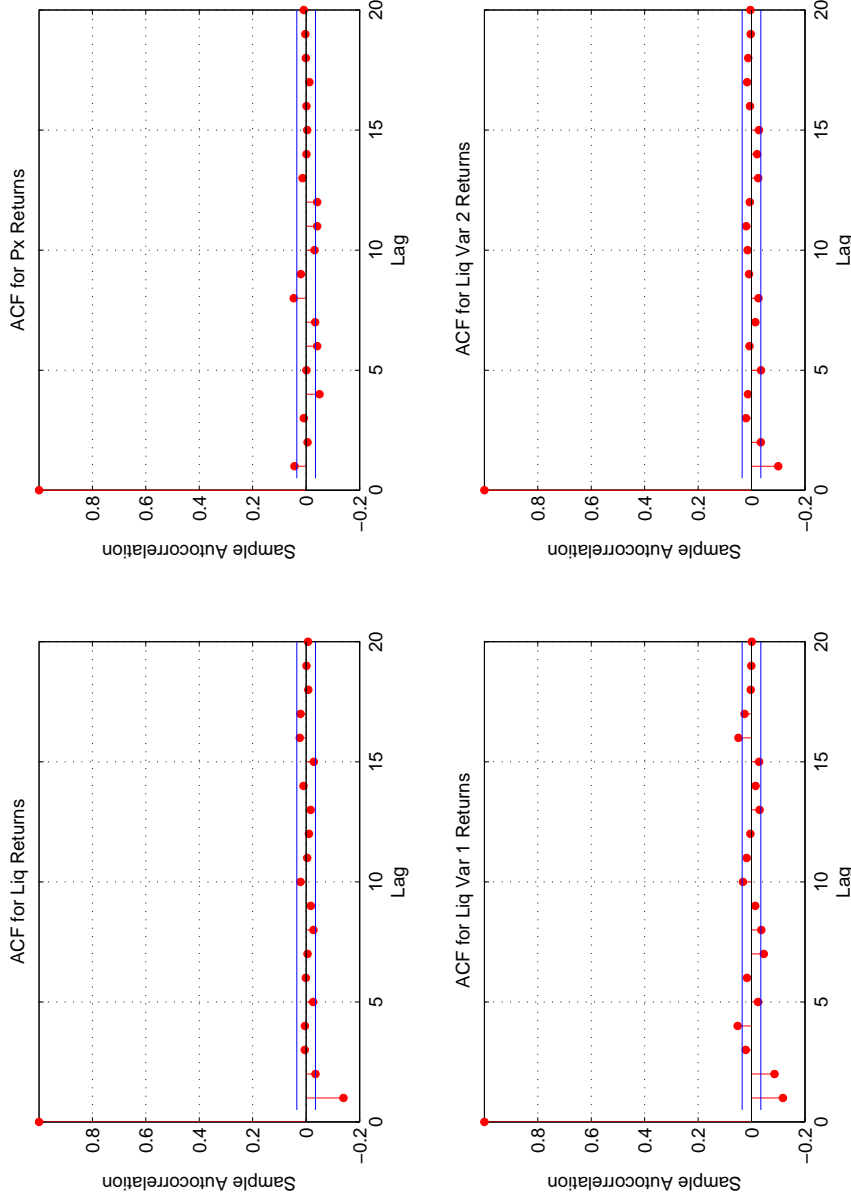 ACF for Liq Returns
0.8
0.6
0.4
0.2
0
−0.2
Sample Autocorrelation
0 5 10 15 20
Lag
ACF for Px Returns
0.8
0.6
0.4
0.2
0
−0.2
Sample Autocorrelation
0 5 10 15 20
Lag
ACF for Liq Var 1 Returns
0.8
0.6
0.4
0.2
0
−0.2
Sample Autocorrelation
0 5 10 15 20
Lag
ACF for Liq Var 2 Returns
0.8
0.6
0.4
0.2
0
−0.2
Sample Autocorrelation
0 5 10 15 20
Lag